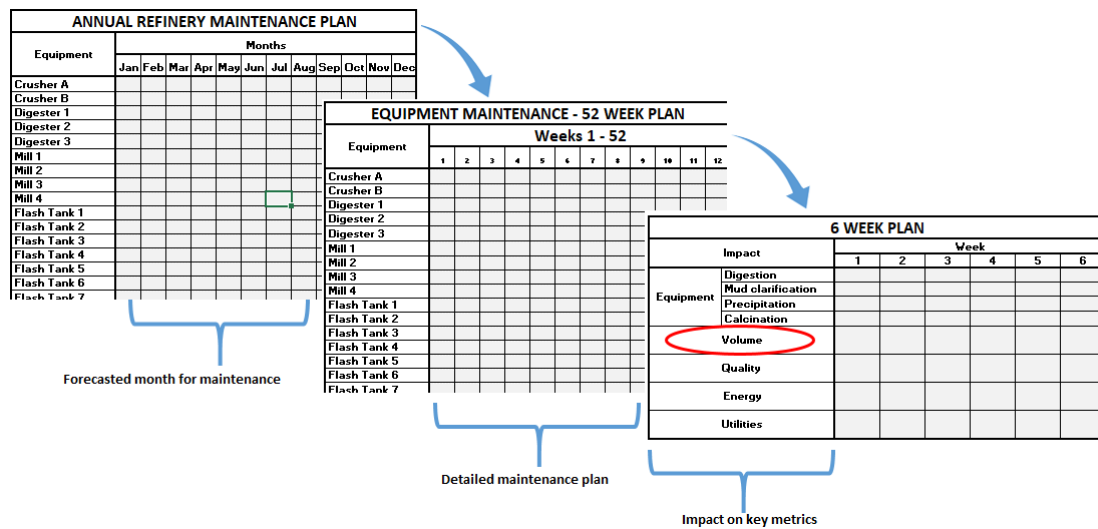 ANNUAL REFINERY MAINTENANCE PLAN
Equipment
Months
Jan Feb Mar Apr May Jun Jul Aug Sep Oct Nov Dec
Crusher A
Crusher B
Digester 1
Digester 2
Digester 3
Mill 1
Mill 2
Mill 3
Mill 4
Flash Tank 1
Flash Tank 2
Flash Tank 3
Flash Tank 4
Flash Tank 5
Flash Tank 6
Flash Tank 7
Forecasted month for maintenance
EQUIPMENT MAINTENANCE - 52 WEEK PLAN
Equipment
Weeks 1 - 52
1 2 3 4 5 6 7 8 9 10 11 12
Crusher A
Crusher B
Digester 1
Digester 2
Digester 3
Mill 1
Mill 2
Mill 3
Mill 4
Flash Tank 1
Flash Tank 2
Flash Tank 3
Flash Tank 4
Flash Tank 5
Flash Tank 6
Flash Tank 7
Detailed maintenance plan
6 WEEK PLAN
Impact
Week
1 2 3 4 5 6
Equipment
Digestion
Mud clarification
Precipitation
Calcination
Volume
Quality
Energy
Utilities
Impact on key metrics